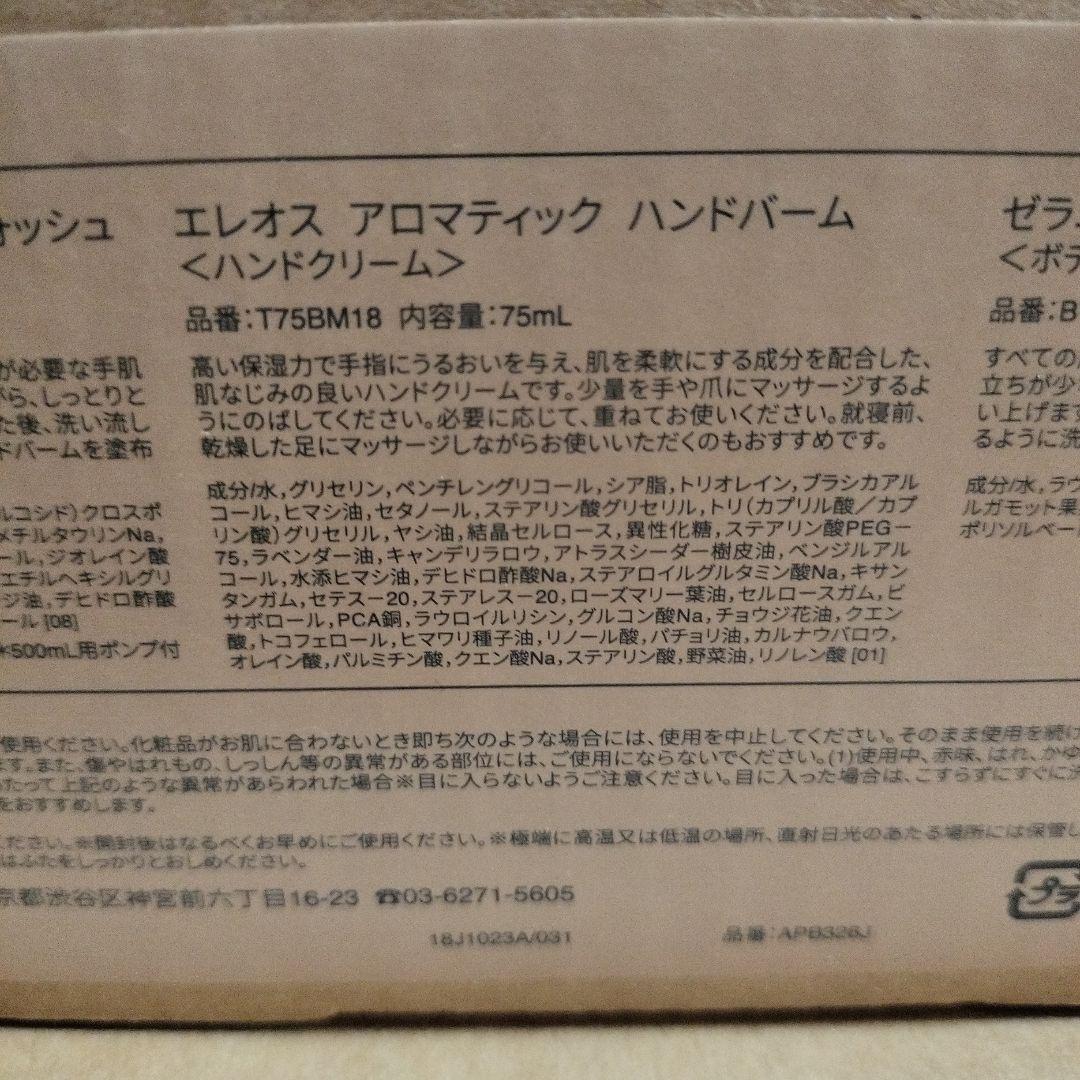 オッシュ
が必要な手肌
がら、しっとりと
た後、洗い流し
ドバームを塗布
ルコシド)クロスポ
メチルタウリンNa,
ール,ジオレイン酸
エチルヘキシルグリ
ジ油,デヒドロ酢酸
ール [08]
*500mL用ポンプ付
エレオス アロマティック ハンドバーム
<ハンドクリーム>
品番:T75BM18 内容量:75mL
高い保湿力で手指にうるおいを与え、肌を柔軟にする成分を配合した、
肌なじみの良いハンドクリームです。少量を手や爪にマッサージするよ
うにのばしてください。必要に応じて、重ねてお使いください。就寝前、
乾燥した足にマッサージしながらお使いいただくのもおすすめです。
成分/水,グリセリン,ペンチレングリコール,シア脂,トリオレイン,ブラシカアル
コール,ヒマシ油,セタノール,ステアリン酸グリセリル,トリ(カプリル酸/カプ
リン酸)グリセリル,ヤシ油,結晶セルロース,異性化糖,ステアリン酸PEG-
75,ラベンダー油,キャンデリラロウ,アトラスシーダー樹皮油,ベンジルアル
コール,水添ヒマシ油,デヒドロ酢酸Na,ステアロイルグルタミン酸Na,キサン
タンガム,セテス-20,ステアレス-20,ローズマリー葉油,セルロースガム,ビ
サボロール,PCA銅,ラウロイルリシン,グルコン酸Na,チョウジ花油,クエン
酸,トコフェロール,ヒマワリ種子油,リノール酸,パチョリ油,カルナウバロウ,
オレイン酸,パルミチン酸,クエン酸Na,ステアリン酸,野菜油,リノレン酸 [01]
ゼラ
<ボデ
品番:B
すべての
立ちが少
い上げます
るように洗
成分/水,ラウ
ルガモット果
ポリソルベー
使用ください。化粧品がお肌に合わないとき即ち次のような場合には、使用を中止してください。そのまま使用を続け
ます。また、傷やはれもの、しっしん等の異常がある部位には、ご使用にならないでください。(1)使用中、赤味、はれ、かゆ
あたって上記のような異常があらわれた場合※目に入らないようご注意ください。目に入った場合は、こすらずにすぐに
をおすすめします。
ください。※開封後はなるべくお早めにご使用ください。※極端に高温又は低温の場所、直射日光のあたる場所には保管し
はふたをしっかりとおしめください。
京都渋谷区神宮前六丁目16-23 ☎03-6271-5605
18J1023A/031
品番:APB326J
プラ